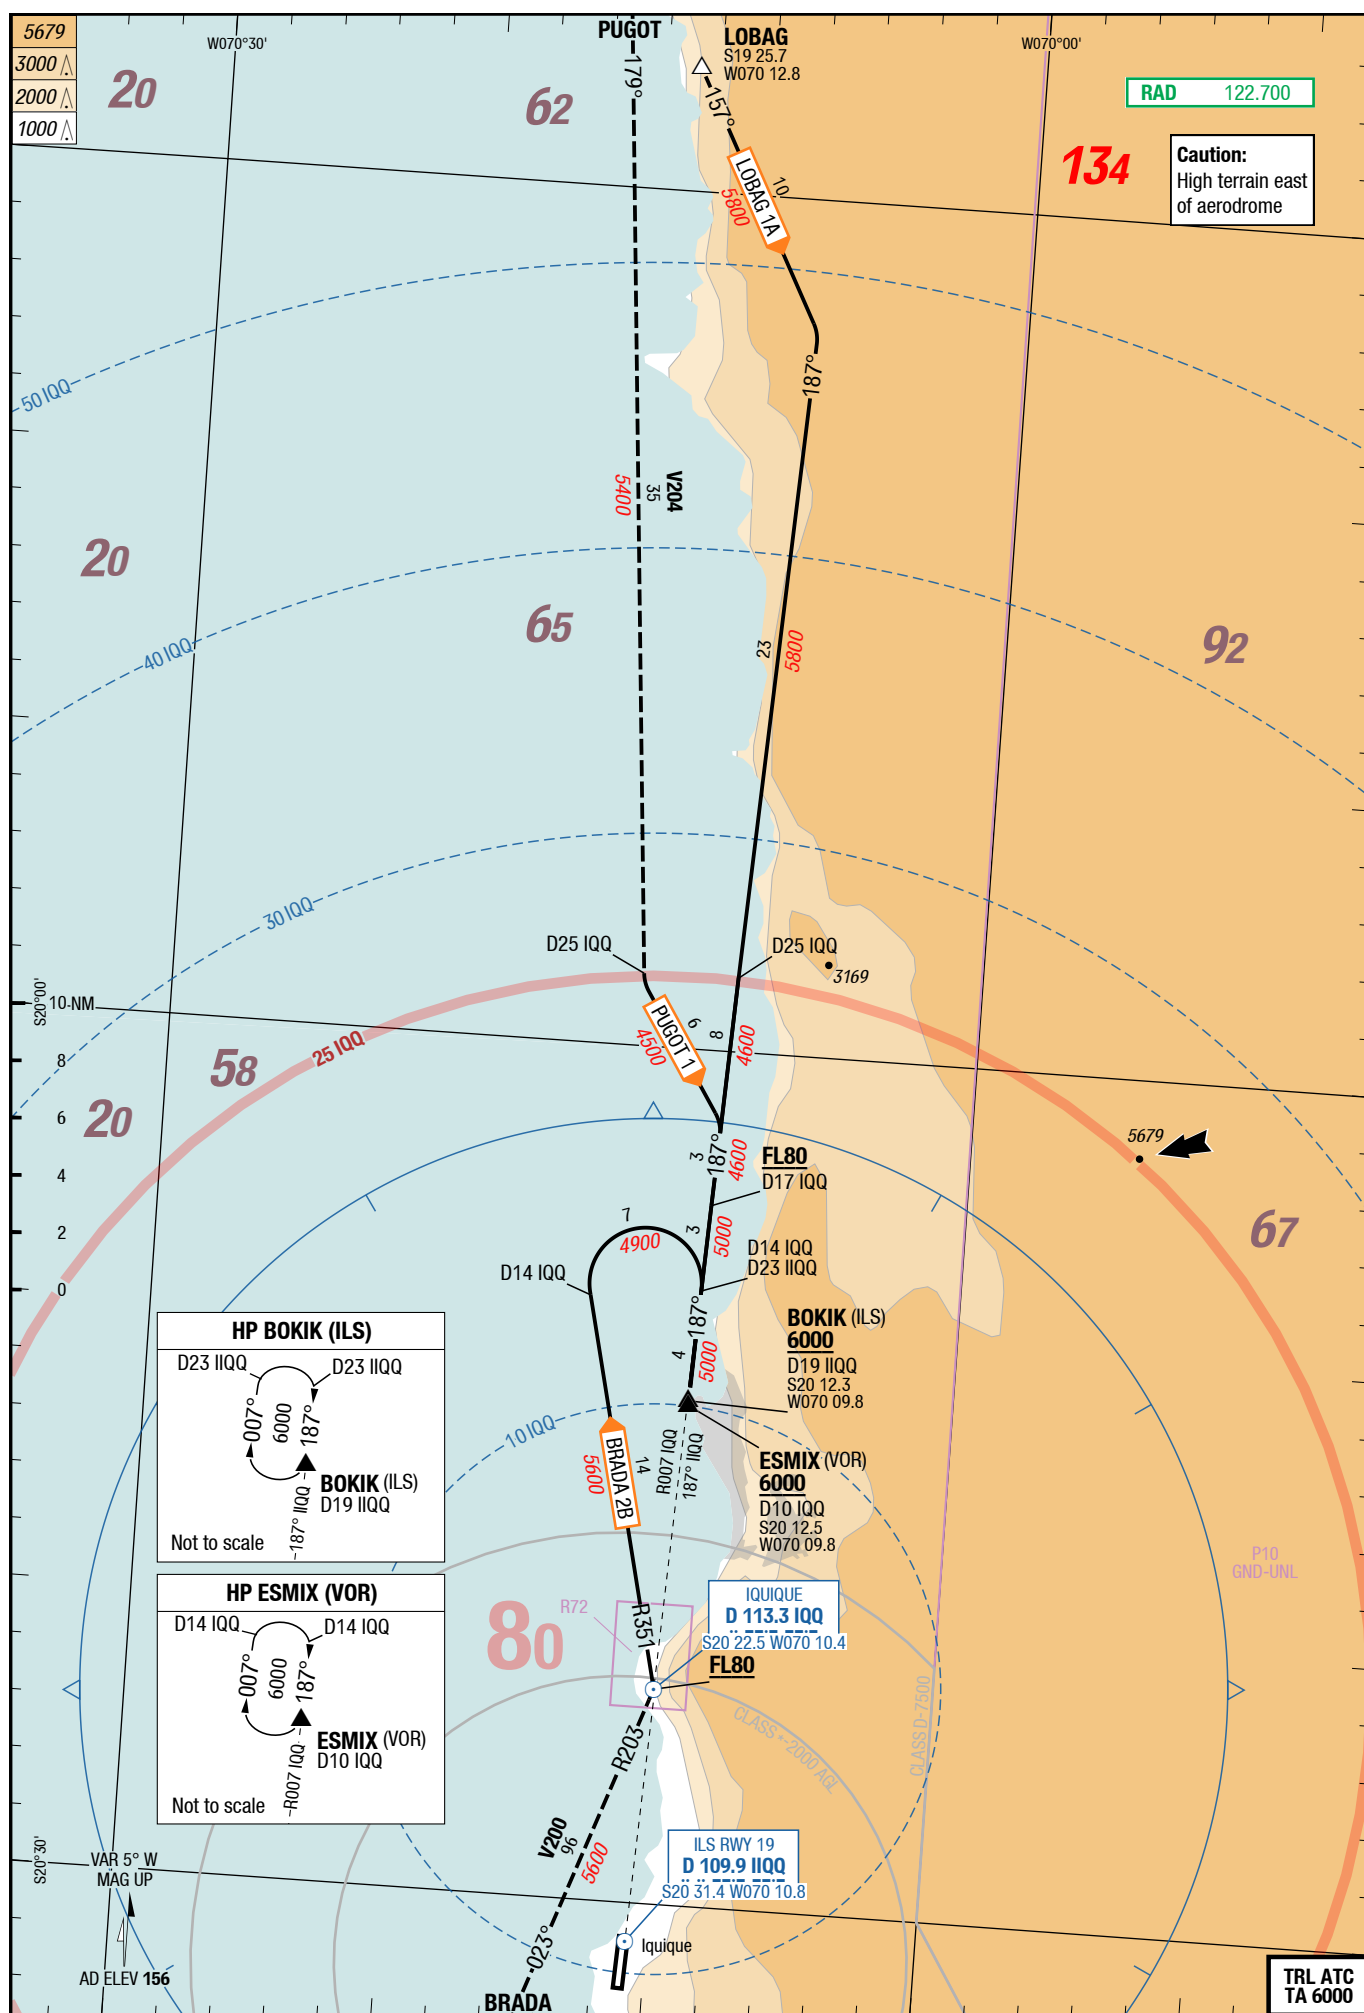 5679
3000
2000
1000
W070°30'
PUGOT
LOBAG
S19 25.7
W070 12.8
W070°00'
RAD 122.700
Caution:
High terrain east
of aerodrome
20
62
134
179°
157°
LOBAG 1A
10
5800
187°
50 IQQ
V204
35
5400
20
65
92
40 IQQ
23
5800
30 IQQ
D25 IQQ
D25 IQQ
3169
S20°00'
10 NM
8
6
4
2
0
58
25 IQQ
20
PUGOT 1
6
4500
8
4600
5679
67
187°
3
4600
FL80
D17 IQQ
3
5000
7
4900
D14 IQQ
D14 IQQ
D23 IIQQ
187°
4
5000
BOKIK (ILS)
6000
D19 IIQQ
S20 12.3
W070 09.8
HP BOKIK (ILS)
D23 IIQQ
D23 IIQQ
007°
6000
187°
BOKIK (ILS)
D19 IIQQ
187° IIQQ
Not to scale
10 IQQ
BRADA 2B
14
5600
R007 IQQ
187° IIQQ
ESMIX (VOR)
6000
D10 IQQ
S20 12.5
W070 09.8
P10
GND-UNL
HP ESMIX (VOR)
D14 IQQ
D14 IQQ
007°
6000
187°
ESMIX (VOR)
D10 IQQ
R007 IQQ
Not to scale
80
R72
R351
IQUIQUE
D 113.3 IQQ
S20 22.5 W070 10.4
FL80
CLASS D-7500
CLASS +-2000 AGL
R203
V200
96
5600
023°
BRADA
ILS RWY 19
D 109.9 IIQQ
S20 31.4 W070 10.8
Iquique
S20°30'
VAR 5° W
MAG UP
AD ELEV 156
TRL ATC
TA 6000